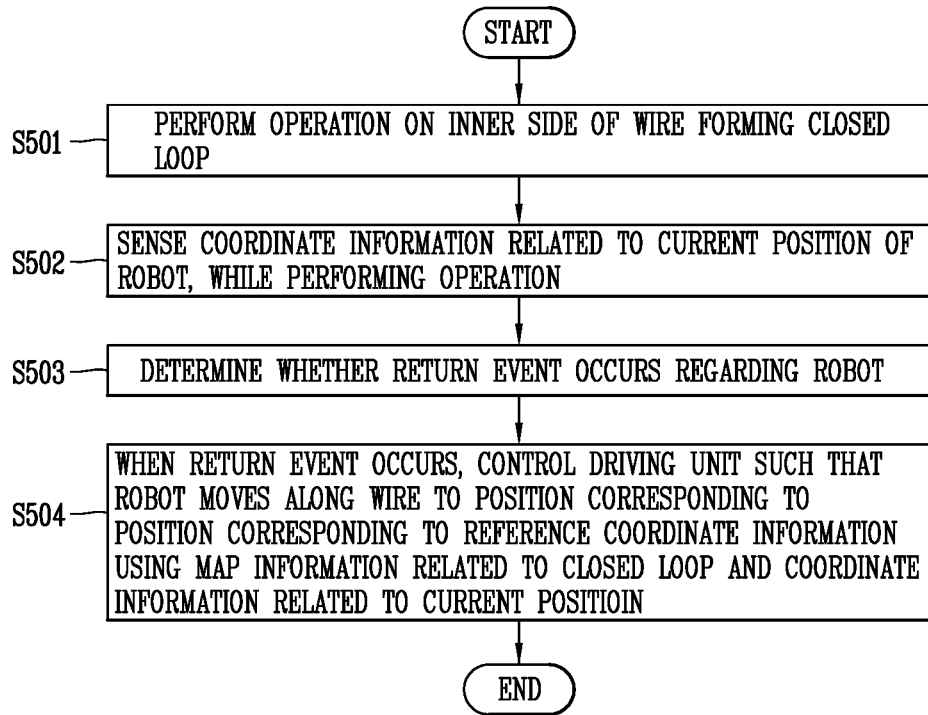 START
S501
PERFORM OPERATION ON INNER SIDE OF WIRE FORMING CLOSED
LOOP
S502
SENSE COORDINATE INFORMATION RELATED TO CURRENT POSITION OF
ROBOT, WHILE PERFORMING OPERATION
S503
DETERMINE WHETHER RETURN EVENT OCCURS REGARDING ROBOT
S504
WHEN RETURN EVENT OCCURS, CONTROL DRIVING UNIT SUCH THAT
ROBOT MOVES ALONG WIRE TO POSITION CORRESPONDING TO
POSITION CORRESPONDING TO REFERENCE COORDINATE INFORMATION
USING MAP INFORMATION RELATED TO CLOSED LOOP AND COORDINATE
INFORMATION RELATED TO CURRENT POSITIOIN
END